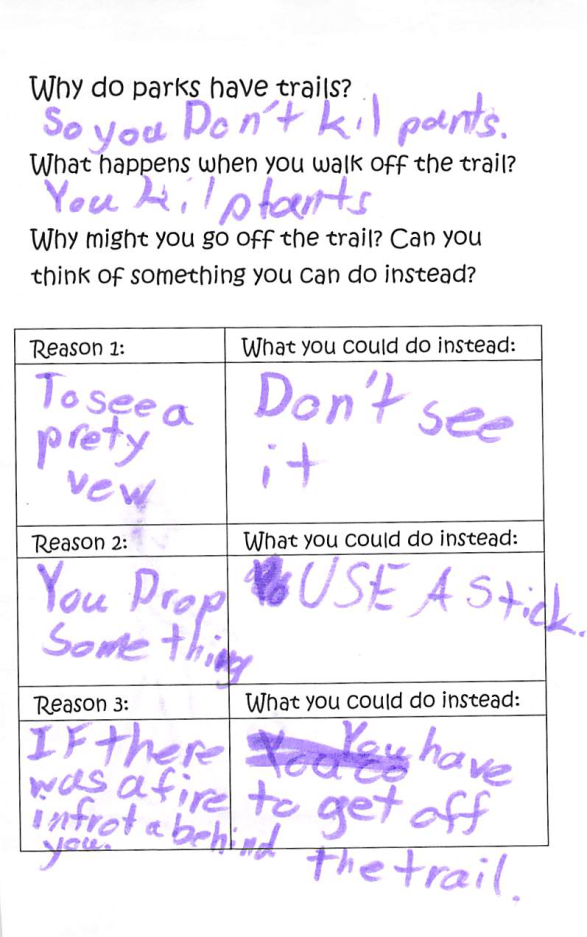 Why do parks have trails?
So you Don't kil pants.
What happens when you walk off the trail?
You kil plants
Why might you go off the trail? Can you
think of something you can do instead?
Reason 1:
To see a
prety
vew
What you could do instead:
Don't see
it
Reason 2:
You Drop
Some thing
What you could do instead:
USE A Stick.
Reason 3:
IF there
was a fire
in frot a behind
you.
What you could do instead:
You have
to get off
the trail.